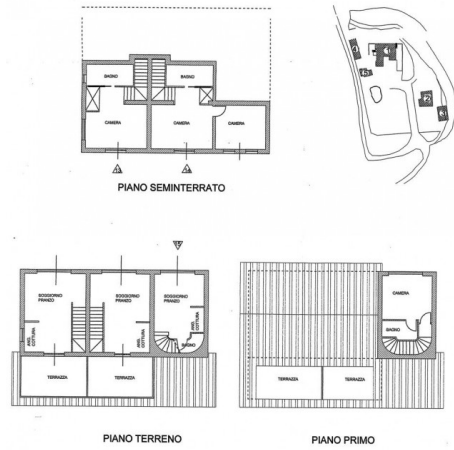 BAGNO
BAGNO
CAMERA
CAMERA
CAMERA
PIANO SEMINTERRATO
SOGGIORNO
PRANZO
SOGGIORNO
PRANZO
SOGGIORNO
PRANZO
ANG.
COTTURA
ANG.
COTTURA
ANG.
COTTURA
BAGNO
TERRAZZA
TERRAZZA
PIANO TERRENO
CAMERA
BAGNO
TERRAZZA
TERRAZZA
PIANO PRIMO